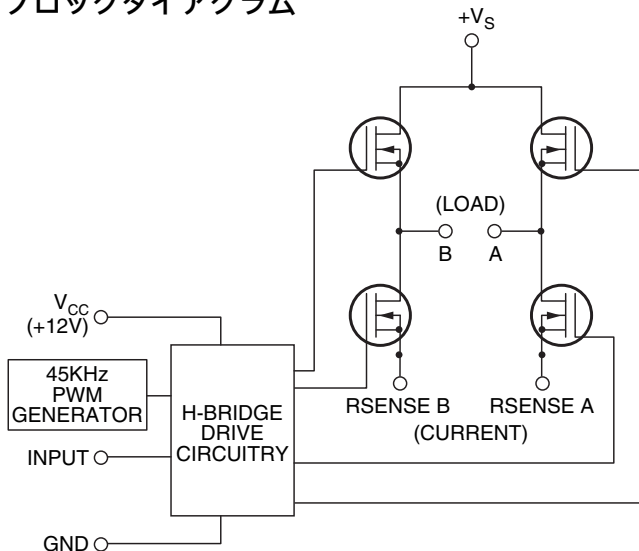 ブロックダイアグラム
+VS
(LOAD)
B
A
VCC
(+12V)
45KHz
PWM
GENERATOR
H-BRIDGE
DRIVE
CIRCUITRY
RSENSE B
RSENSE A
(CURRENT)
INPUT
GND